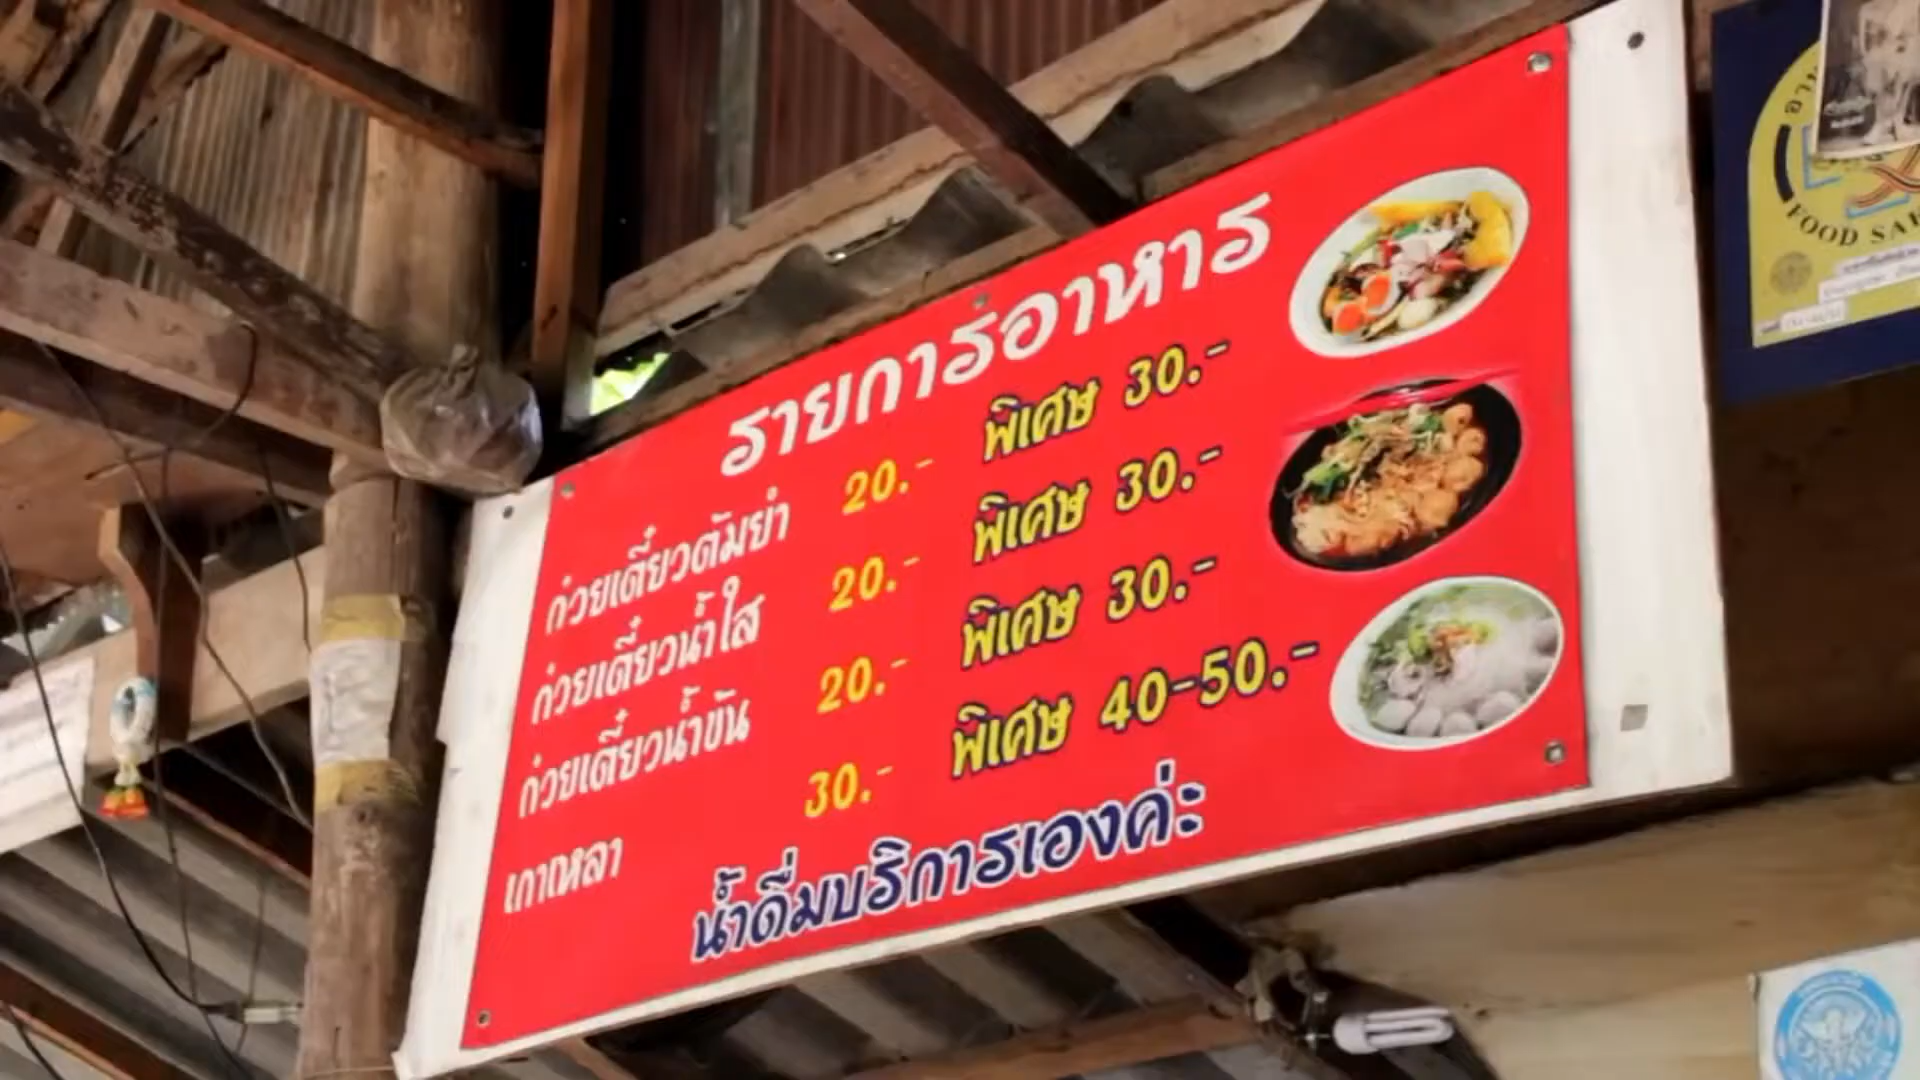 รายการอาหาร
ก๋วยเตี๋ยวต้มยำ 20.- พิเศษ 30.-
ก๋วยเตี๋ยวน้ำใส 20.- พิเศษ 30.-
ก๋วยเตี๋ยวน้ำข้น 20.- พิเศษ 30.-
เกาเหลา 30.- พิเศษ 40-50.-
น้ำดื่มบริการเองค่ะ
FOOD